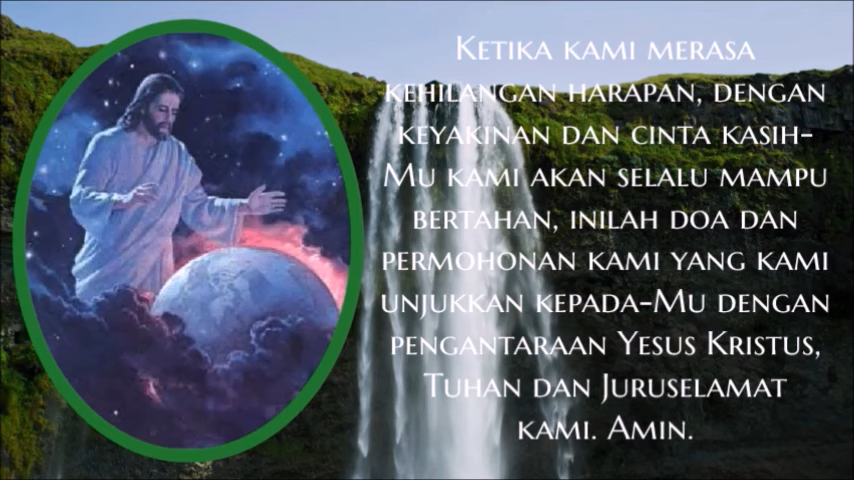 Ketika kami merasa
kehilangan harapan, dengan
keyakinan dan cinta kasih-
Mu kami akan selalu mampu
bertahan, inilah doa dan
permohonan kami yang kami
unjukkan kepada-Mu dengan
pengantaraan Yesus Kristus,
Tuhan dan Juruselamat
kami. Amin.